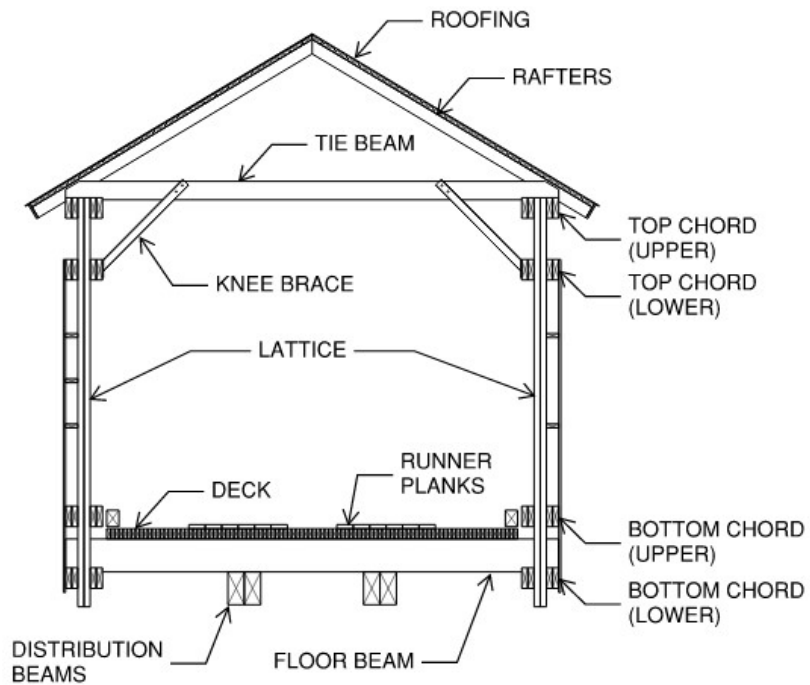 ROOFING
RAFTERS
TIE BEAM
TOP CHORD
(UPPER)
KNEE BRACE
TOP CHORD
(LOWER)
LATTICE
RUNNER
PLANKS
DECK
BOTTOM CHORD
(UPPER)
BOTTOM CHORD
(LOWER)
DISTRIBUTION
BEAMS
FLOOR BEAM